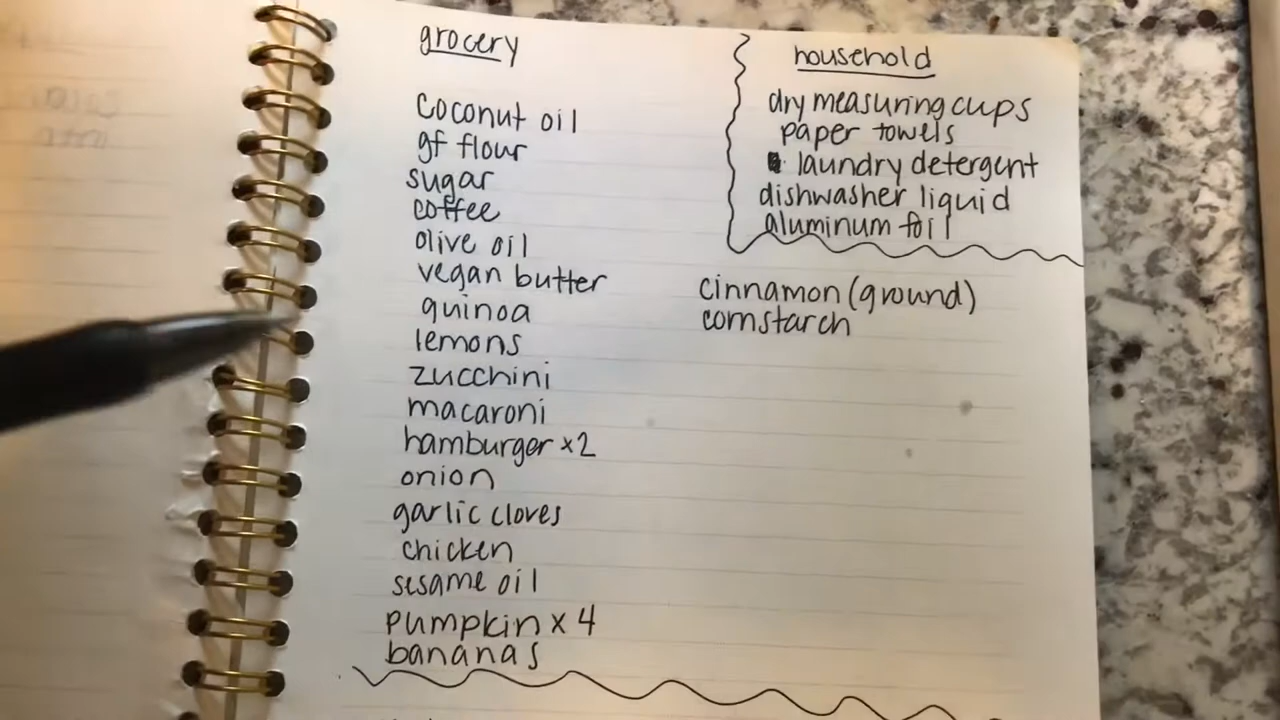 grocery
coconut oil
gf flour
sugar
coffee
olive oil
vegan butter
quinoa
lemons
zucchini
macaroni
hamburger x2
onion
garlic cloves
chicken
sesame oil
pumpkin x 4
bananas
household
dry measuring cups
paper towels
laundry detergent
dishwasher liquid
aluminum foil
cinnamon (ground)
cornstarch